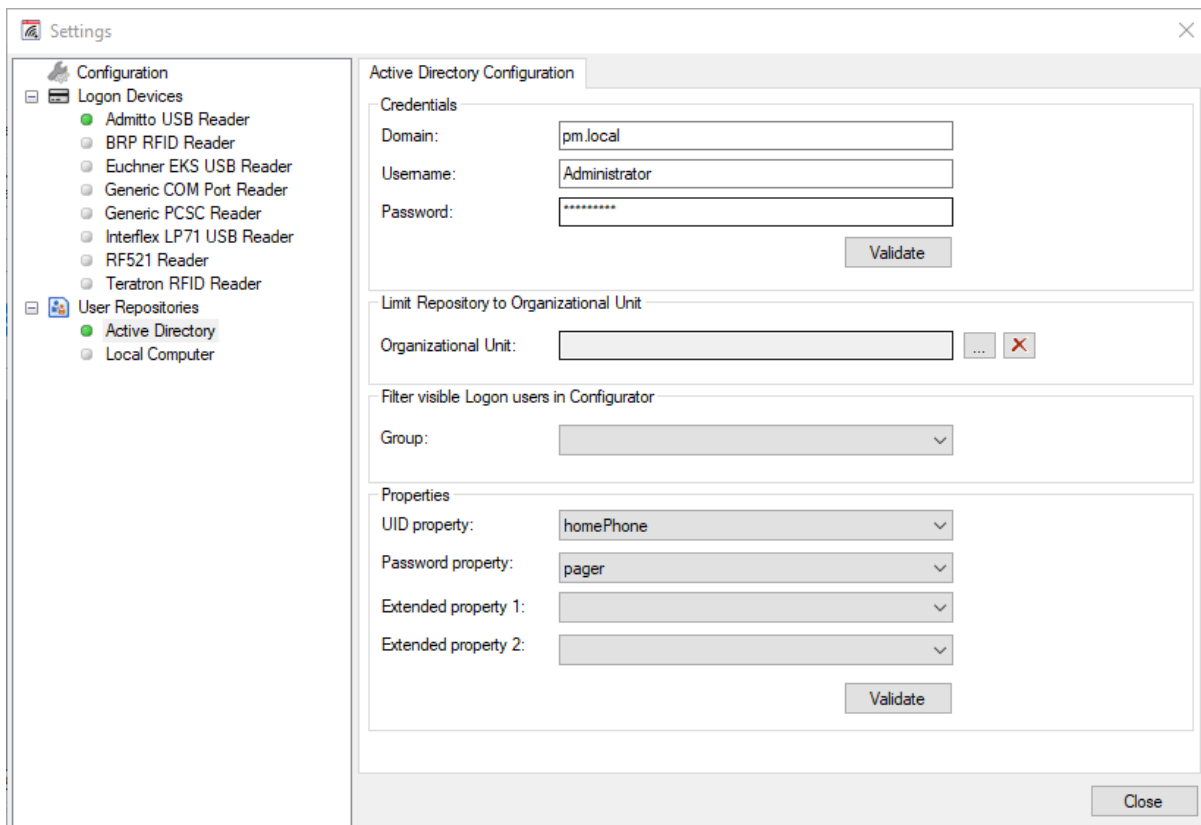 Settings
Configuration
Logon Devices
Admitto USB Reader
BRP RFID Reader
Euchner EKS USB Reader
Generic COM Port Reader
Generic PCSC Reader
Interflex LP71 USB Reader
RF521 Reader
Teratron RFID Reader
User Repositories
Active Directory
Local Computer
Active Directory Configuration
Credentials
Domain: pm.local
Username: Administrator
Password: *********
Validate
Limit Repository to Organizational Unit
Organizational Unit: ...
Filter visible Logon users in Configurator
Group:
Properties
UID property: homePhone
Password property: pager
Extended property 1:
Extended property 2:
Validate
Close